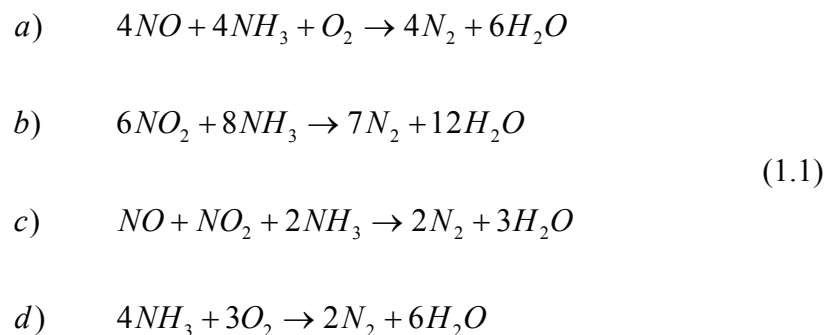 a) 4NO + 4NH₃ + O₂ → 4N₂ + 6H₂O
b) 6NO₂ + 8NH₃ → 7N₂ + 12H₂O
(1.1)
c) NO + NO₂ + 2NH₃ → 2N₂ + 3H₂O
d) 4NH₃ + 3O₂ → 2N₂ + 6H₂O